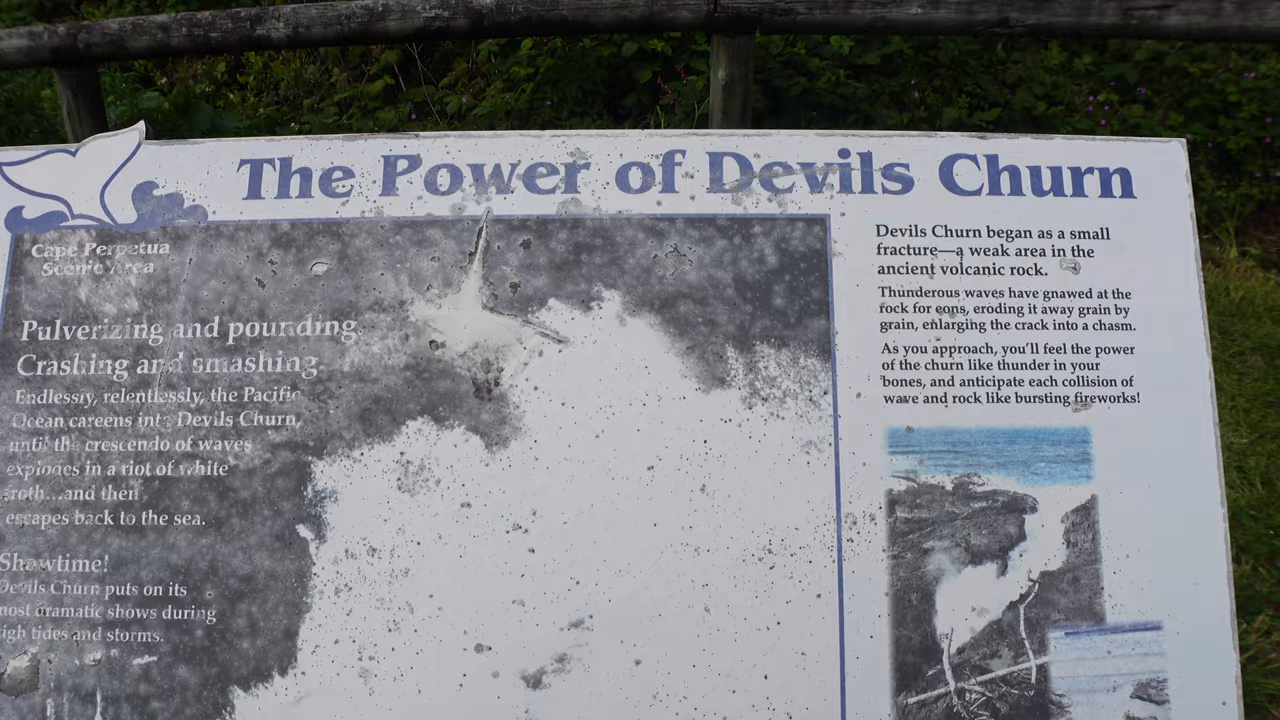 The Power of Devils Churn
Cape Perpetua
Scenic Area
Pulverizing and pounding
Crashing and smashing
Endlessly, relentlessly, the Pacific
Ocean careens into Devils Churn,
until the crescendo of waves
explodes in a riot of white
froth...and then
escapes back to the sea.
Showtime!
Devils Churn puts on its
most dramatic shows during
high tides and storms.
Devils Churn began as a small
fracture—a weak area in the
ancient volcanic rock.
Thunderous waves have gnawed at the
rock for eons, eroding it away grain by
grain, enlarging the crack into a chasm.
As you approach, you'll feel the power
of the churn like thunder in your
bones, and anticipate each collision of
wave and rock like bursting fireworks!